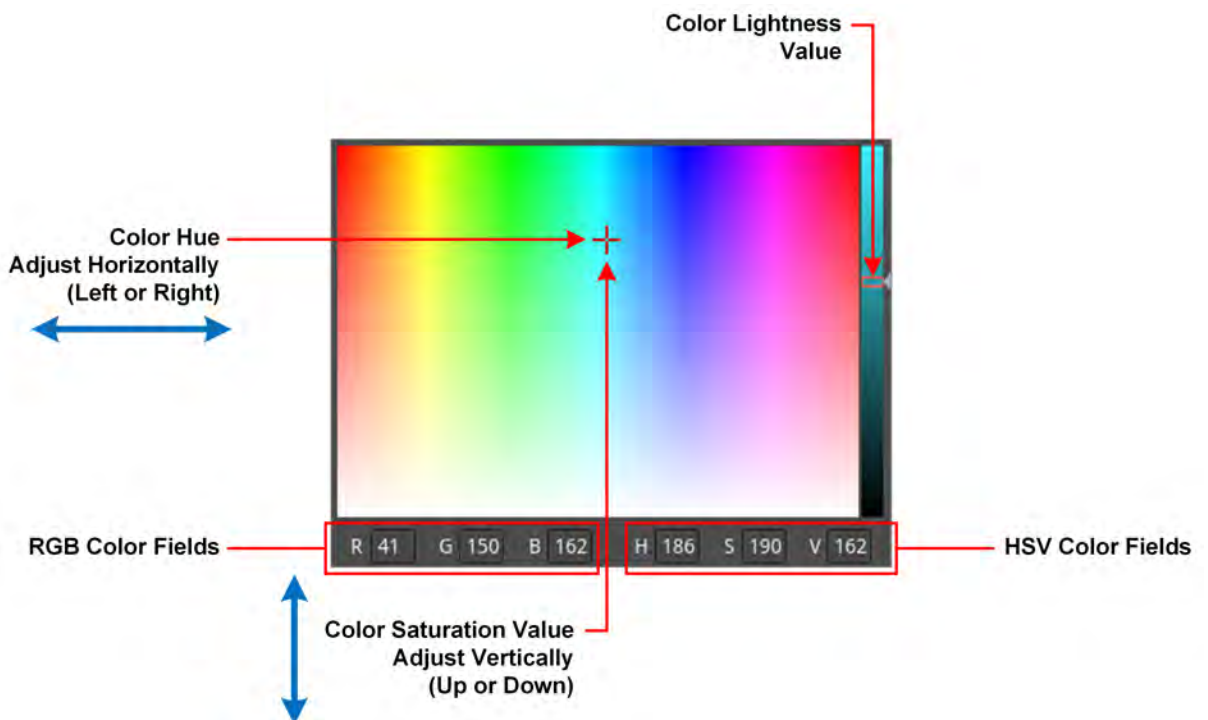 Color Lightness
Value
Color Hue
Adjust Horizontally
(Left or Right)
RGB Color Fields
R 41 G 150 B 162 H 186 S 190 V 162
HSV Color Fields
Color Saturation Value
Adjust Vertically
(Up or Down)